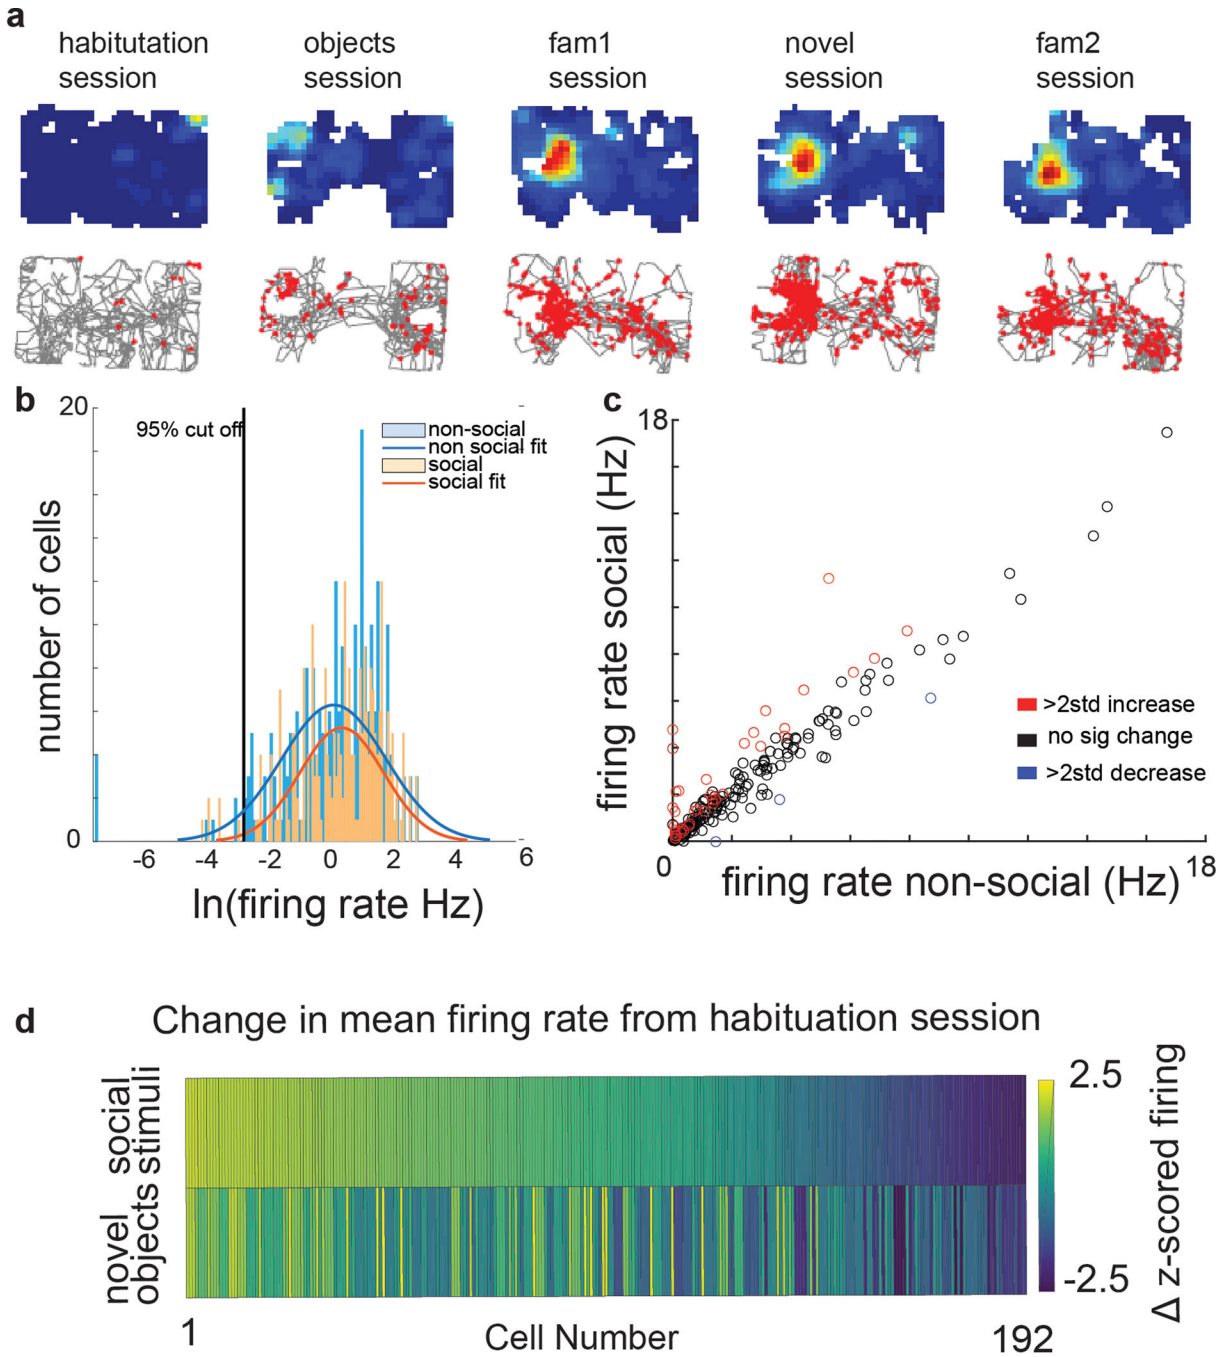 a
habitutation
session
objects
session
fam1
session
novel
session
fam2
session
b
20
95% cut off
non-social
non social fit
social
social fit
number of cells
0
-6
-4
-2
0
2
4
6
ln(firing rate Hz)
c
18
firing rate social (Hz)
>2std increase
no sig change
>2std decrease
0
firing rate non-social (Hz)
18
d
Change in mean firing rate from habituation session
social
stimuli
novel
objects
2.5
-2.5
Δ z-scored firing
1
Cell Number
192